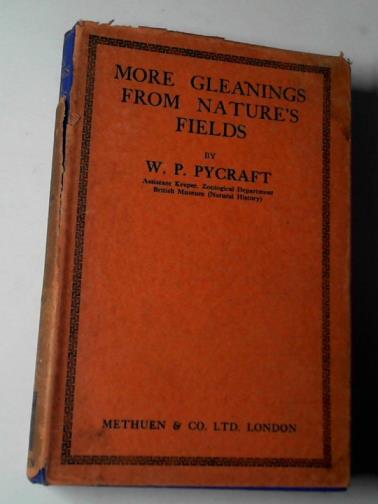 MORE GLEANINGS
FROM NATURE'S
FIELDS
BY
W. P. PYCRAFT
Assistant Keeper, Zoological Department
British Museum (Natural History)
METHUEN & CO. LTD. LONDON